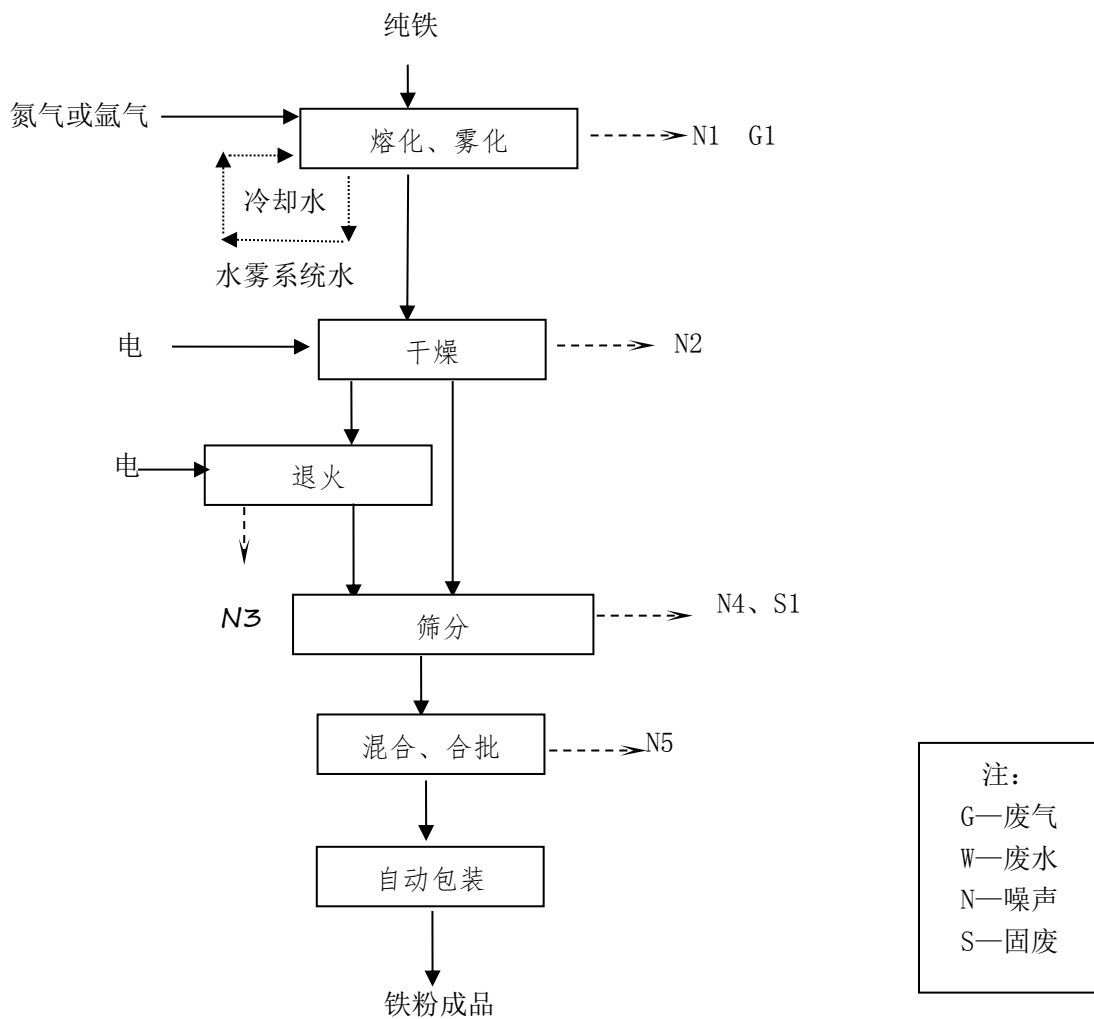 纯铁
氮气或氩气
熔化、雾化
N1 G1
冷却水
水雾系统水
电
干燥
N2
电
退火
N3
筛分
N4、S1
混合、合批
N5
自动包装
铁粉成品
注：
G—废气
W—废水
N—噪声
S—固废